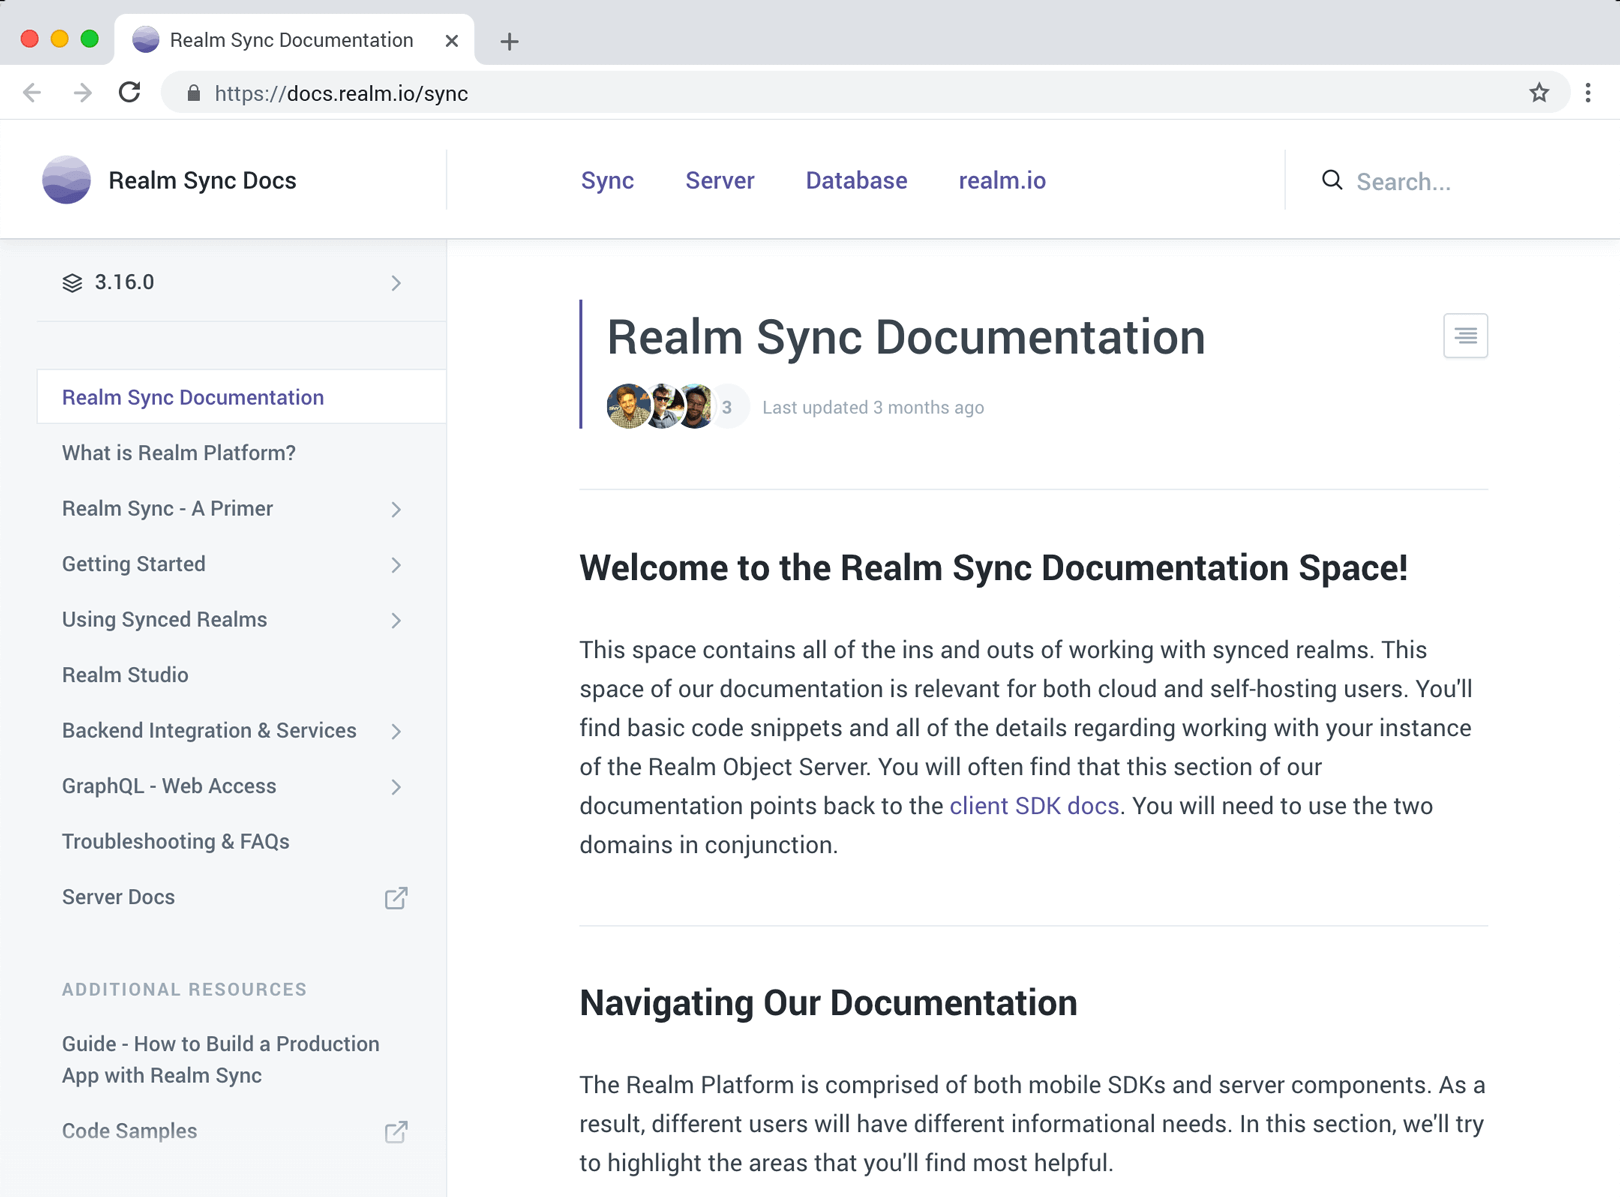 Realm Sync Documentation
https://docs.realm.io/sync
Realm Sync Docs
Sync
Server
Database
realm.io
Search...
3.16.0
Realm Sync Documentation
What is Realm Platform?
Realm Sync - A Primer
Getting Started
Using Synced Realms
Realm Studio
Backend Integration & Services
GraphQL - Web Access
Troubleshooting & FAQs
Server Docs
ADDITIONAL RESOURCES
Guide - How to Build a Production
App with Realm Sync
Code Samples
Realm Sync Documentation
3
Last updated 3 months ago
Welcome to the Realm Sync Documentation Space!
This space contains all of the ins and outs of working with synced realms. This
space of our documentation is relevant for both cloud and self-hosting users. You'll
find basic code snippets and all of the details regarding working with your instance
of the Realm Object Server. You will often find that this section of our
documentation points back to the client SDK docs. You will need to use the two
domains in conjunction.
Navigating Our Documentation
The Realm Platform is comprised of both mobile SDKs and server components. As a
result, different users will have different informational needs. In this section, we'll try
to highlight the areas that you'll find most helpful.